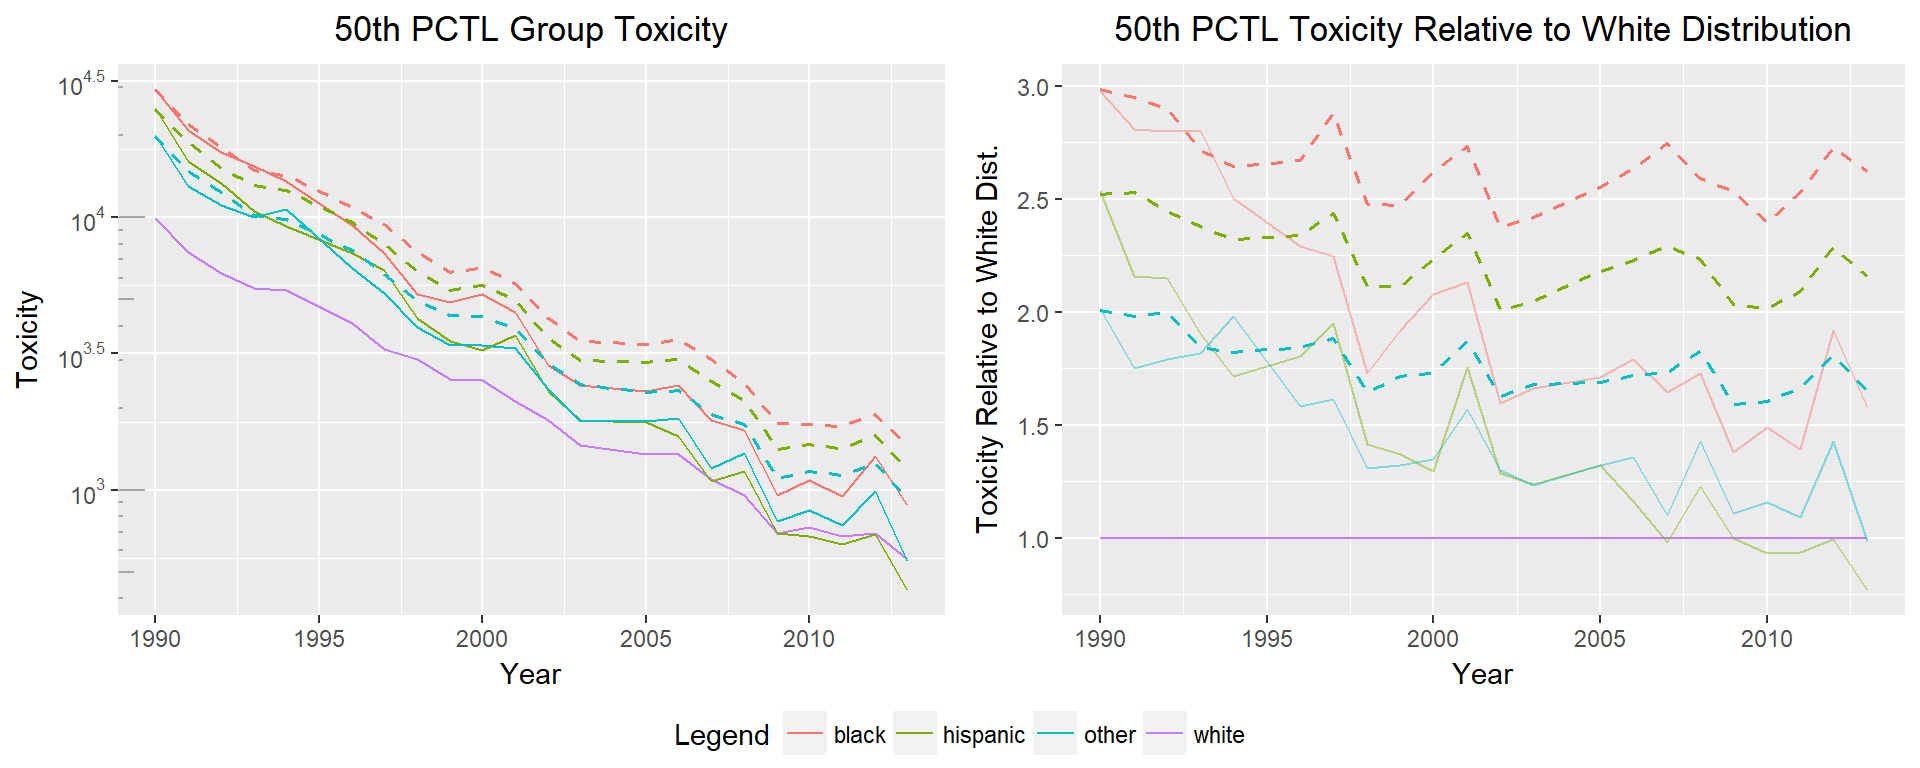 50th PCTL Group Toxicity
Toxicity
10^4.5
10^4
10^3.5
10^3
1990 1995 2000 2005 2010
Year
50th PCTL Toxicity Relative to White Distribution
Toxicity Relative to White Dist.
3.0
2.5
2.0
1.5
1.0
1990 1995 2000 2005 2010
Year
Legend black hispanic other white